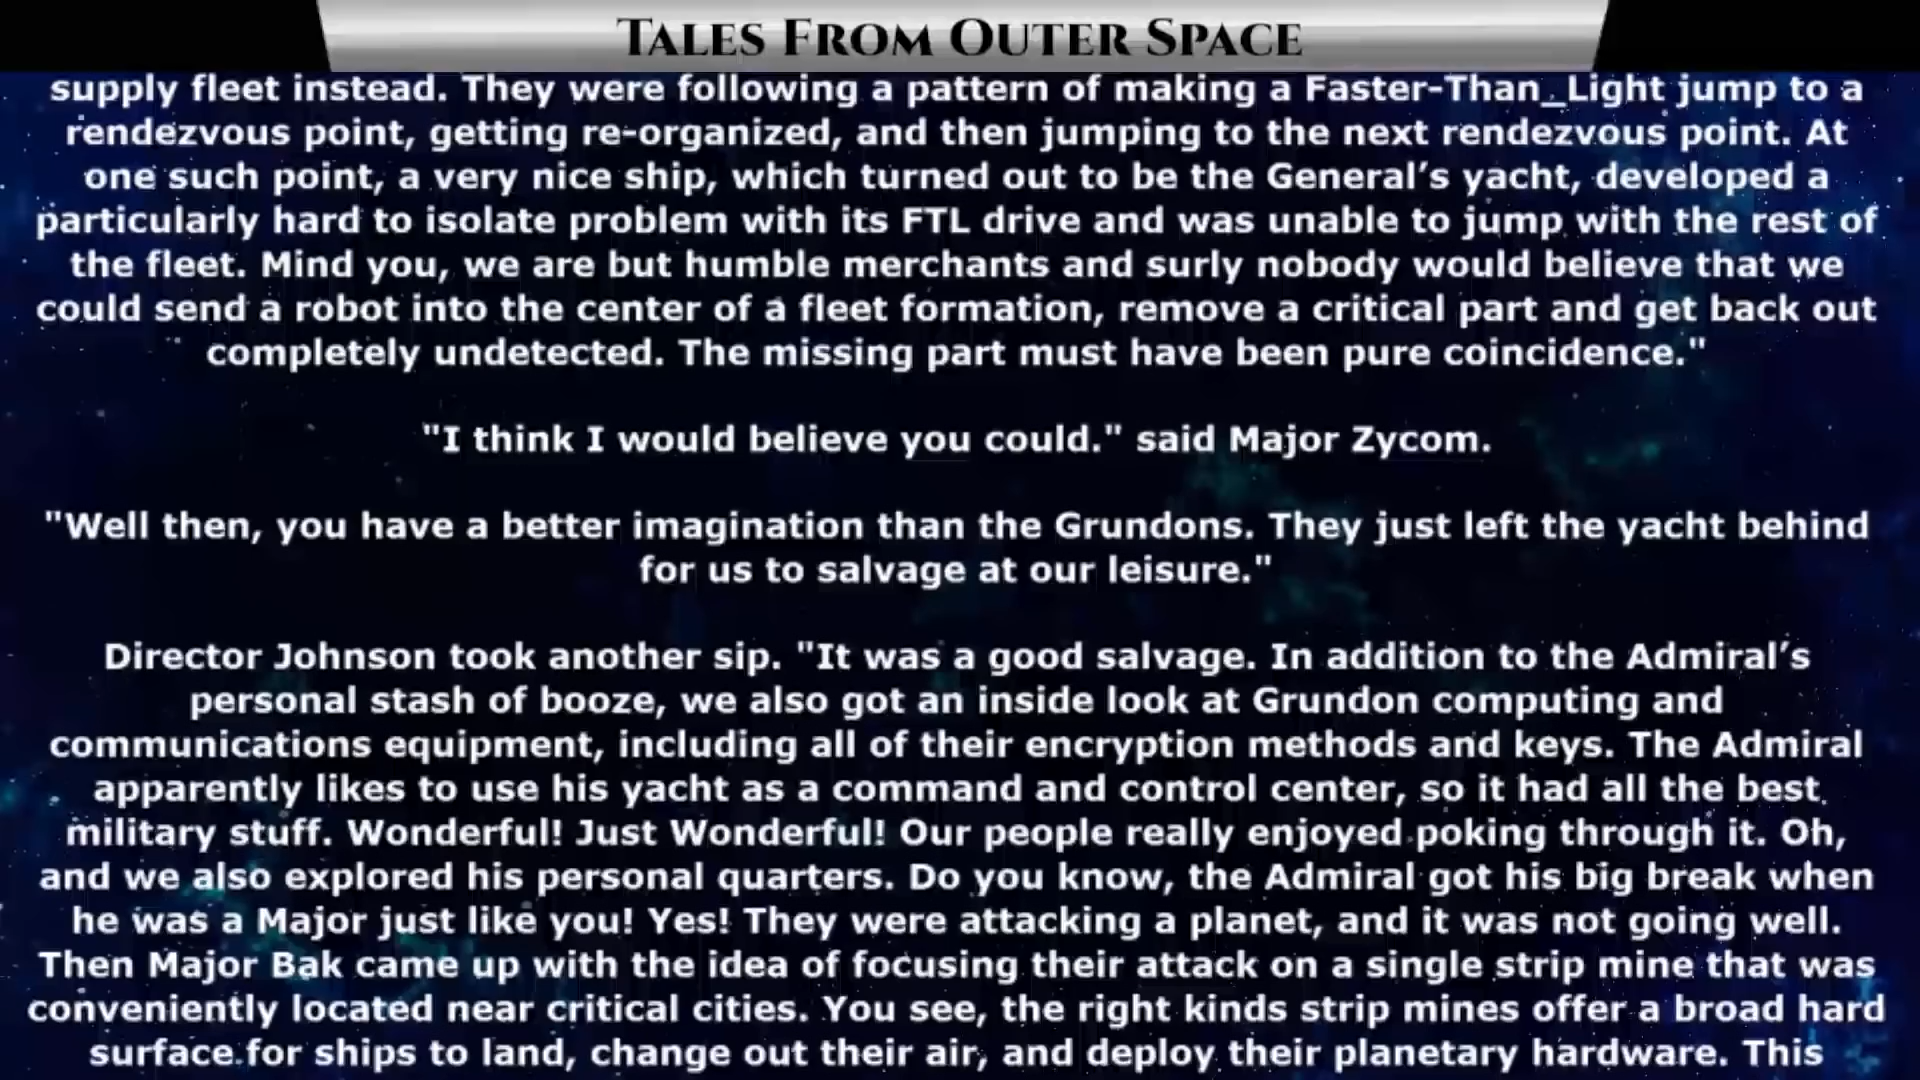 TALES FROM OUTER SPACE
supply fleet instead. They were following a pattern of making a Faster-Than_Light jump to a
rendezvous point, getting re-organized, and then jumping to the next rendezvous point. At
one such point, a very nice ship, which turned out to be the General’s yacht, developed a
particularly hard to isolate problem with its FTL drive and was unable to jump with the rest of
the fleet. Mind you, we are but humble merchants and surly nobody would believe that we
could send a robot into the center of a fleet formation, remove a critical part and get back out
completely undetected. The missing part must have been pure coincidence."
"I think I would believe you could." said Major Zycom.
"Well then, you have a better imagination than the Grundons. They just left the yacht behind
for us to salvage at our leisure."
Director Johnson took another sip. "It was a good salvage. In addition to the Admiral’s
personal stash of booze, we also got an inside look at Grundon computing and
communications equipment, including all of their encryption methods and keys. The Admiral
apparently likes to use his yacht as a command and control center, so it had all the best
military stuff. Wonderful! Just Wonderful! Our people really enjoyed poking through it. Oh,
and we also explored his personal quarters. Do you know, the Admiral got his big break when
he was a Major just like you! Yes! They were attacking a planet, and it was not going well.
Then Major Bak came up with the idea of focusing their attack on a single strip mine that was
conveniently located near critical cities. You see, the right kinds strip mines offer a broad hard
surface for ships to land, change out their air, and deploy their planetary hardware. This